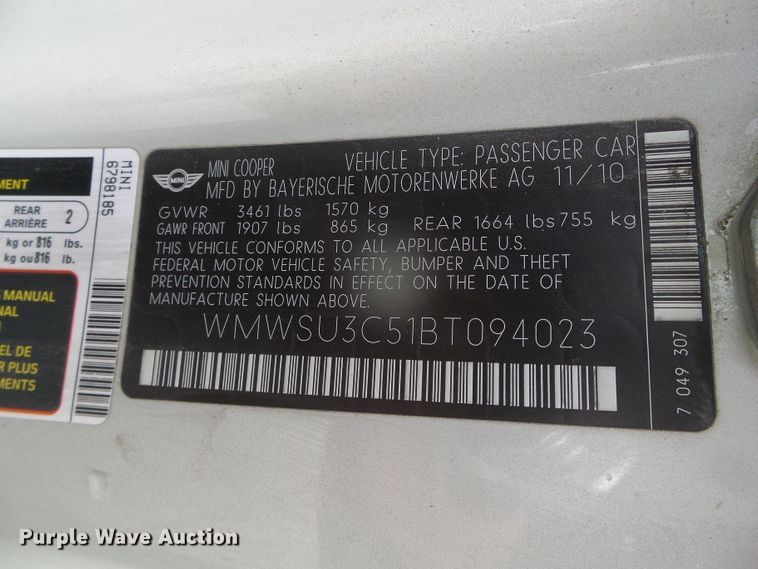 MINI
6798185
MENT
REAR
ARRIÈRE
2
kg or 816 lbs.
kg ou 816 lb.
MANUAL
NAL
EL DE
R PLUS
EMENTS
MINI
MINI COOPER VEHICLE TYPE: PASSENGER CAR
MFD BY BAYERISCHE MOTORENWERKE AG 11/10
GVWR 3461 lbs 1570 kg
GAWR FRONT 1907 lbs 865 kg REAR 1664 lbs 755 kg
THIS VEHICLE CONFORMS TO ALL APPLICABLE U.S.
FEDERAL MOTOR VEHICLE SAFETY, BUMPER AND THEFT
PREVENTION STANDARDS IN EFFECT ON THE DATE OF
MANUFACTURE SHOWN ABOVE.
WMWSU3C51BT094023
7 049 307
Purple Wave Auction